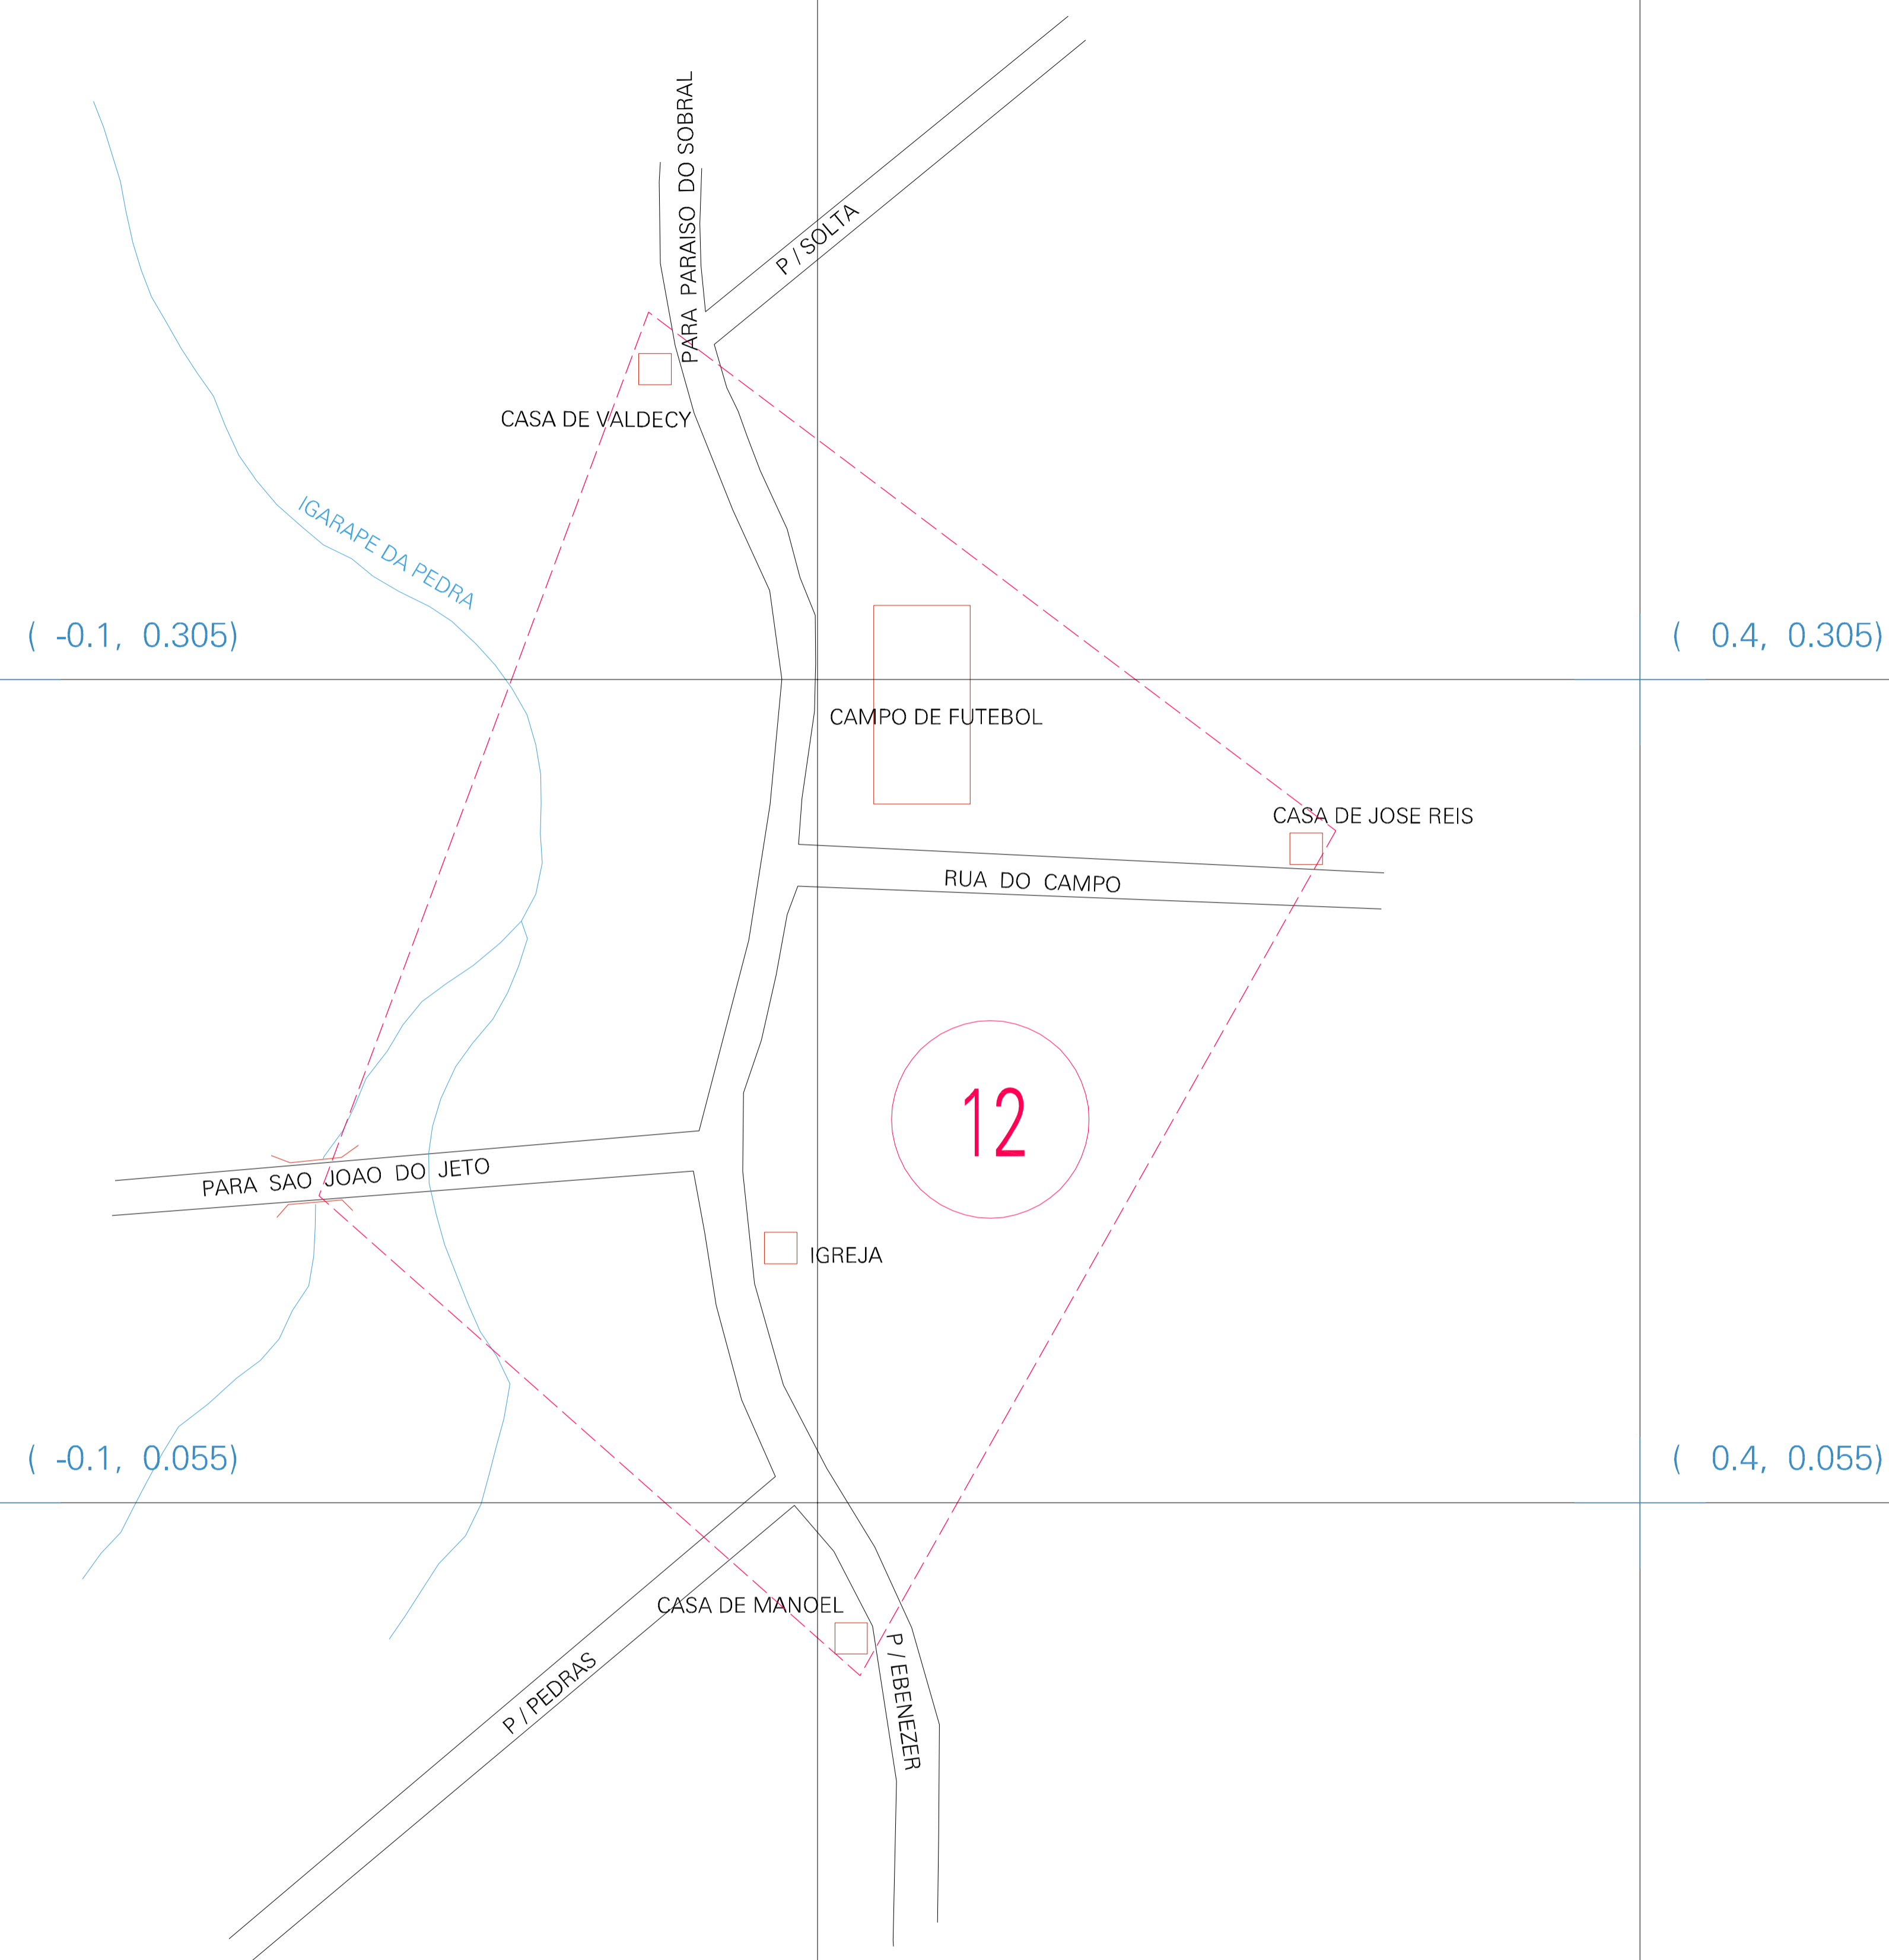 PARA PARAISO DO SOBRAL
P / SOLTA
CASA DE VALDECY
IGARAPE DA PEDRA
( -0.1, 0.305)
( 0.4, 0.305)
CAMPO DE FUTEBOL
CASA DE JOSE REIS
RUA DO CAMPO
12
PARA SAO JOAO DO JETO
IGREJA
( -0.1, 0.055)
( 0.4, 0.055)
CASA DE MANOEL
P / EBENEZER
P / PEDRAS